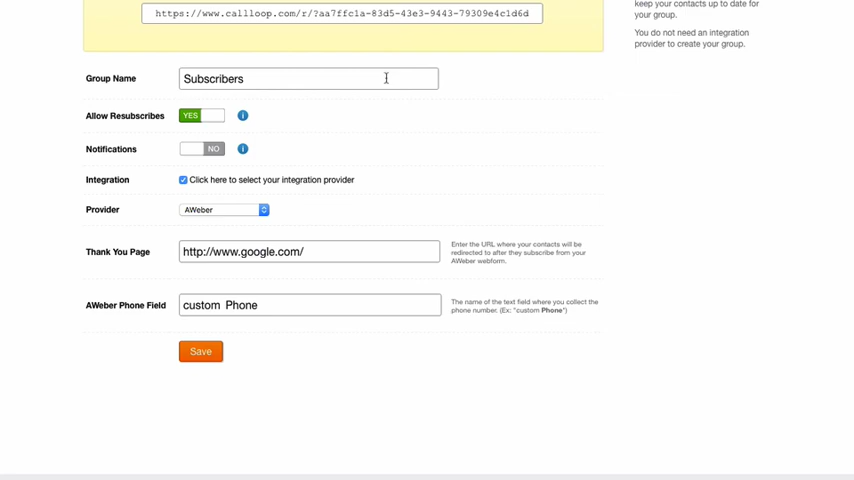 keep your contacts up to date for
your group.
https://www.callloop.com/r/?aa7ffc1a-83d5-43e3-9443-79309e4c1d6d
You do not need an integration
provider to create your group.
Group Name Subscribers
Allow Resubscribes YES i
Notifications NO i
Integration Click here to select your integration provider
Provider AWeber
Thank You Page http://www.google.com/
Enter the URL where your contacts will be
redirected to after they subscribe from your
AWeber webform.
AWeber Phone Field custom Phone
The name of the text field where you collect the
phone number. (Ex: "custom Phone")
Save